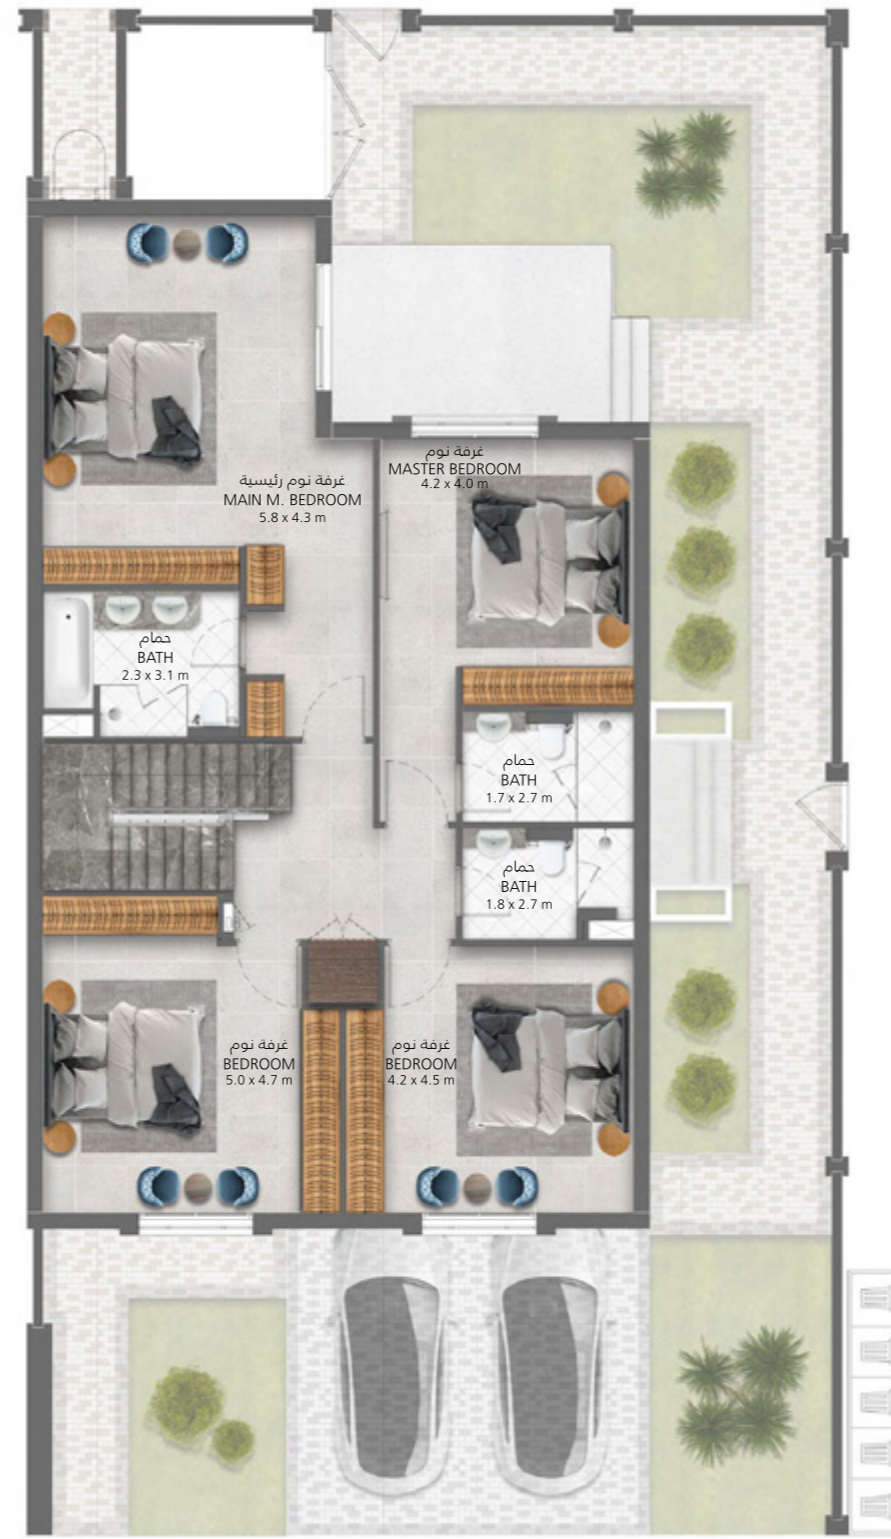 غرفة نوم
MASTER BEDROOM
4.2 x 4.0 m
غرفة نوم رئيسية
MAIN M. BEDROOM
5.8 x 4.3 m
حمام
BATH
2.3 x 3.1 m
حمام
BATH
1.7 x 2.7 m
حمام
BATH
1.8 x 2.7 m
غرفة نوم
BEDROOM
5.0 x 4.7 m
غرفة نوم
BEDROOM
4.2 x 4.5 m